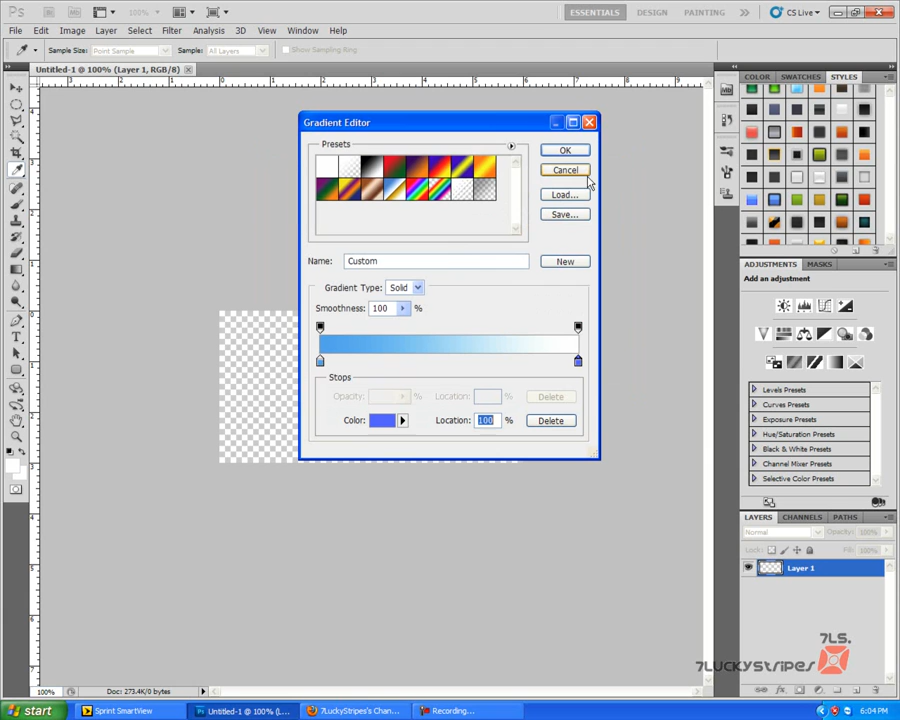 Ps
100%
ESSENTIALS
DESIGN
PAINTING
CS Live
File Edit Image Layer Select Filter Analysis 3D View Window Help
Sample Size: Point Sample
Sample: All Layers
Show Sampling Ring
Untitled-1 @ 100% (Layer 1, RGB/8)
Gradient Editor
Presets
OK
Cancel
Load...
Save...
Name: Custom
New
Gradient Type: Solid
Smoothness: 100 %
Stops
Opacity: % Location: % Delete
Color: Location: 100 % Delete
COLOR SWATCHES STYLES
ADJUSTMENTS MASKS
Add an adjustment
Levels Presets
Curves Presets
Exposure Presets
Hue/Saturation Presets
Black & White Presets
Channel Mixer Presets
Selective Color Presets
LAYERS CHANNELS PATHS
Normal
Opacity: 100%
Lock:
Fill: 100%
Layer 1
7LS.
7LUCKYSTRIPES
100%
Doc: 273.4K/0 bytes
start
Sprint SmartView
Untitled-1 @ 100% (L...
7LuckyStripes's Chan...
Recording...
6:04 PM